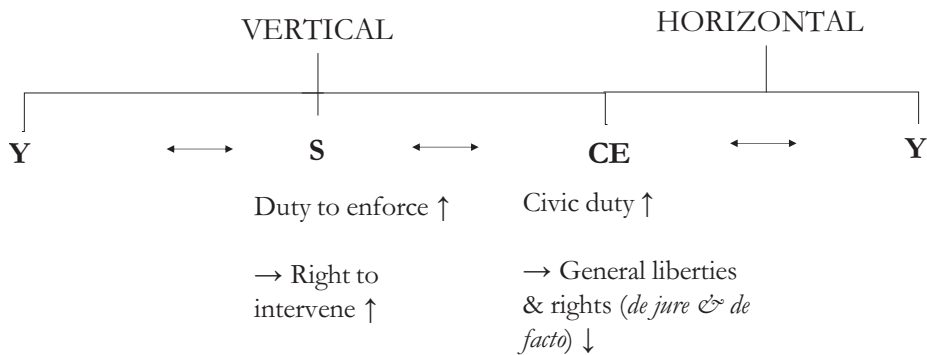 VERTICAL
HORIZONTAL
Y ↔ S ↔ CE ↔ Y
Duty to enforce ↑
→ Right to
intervene ↑
Civic duty ↑
→ General liberties
& rights (de jure & de
facto) ↓